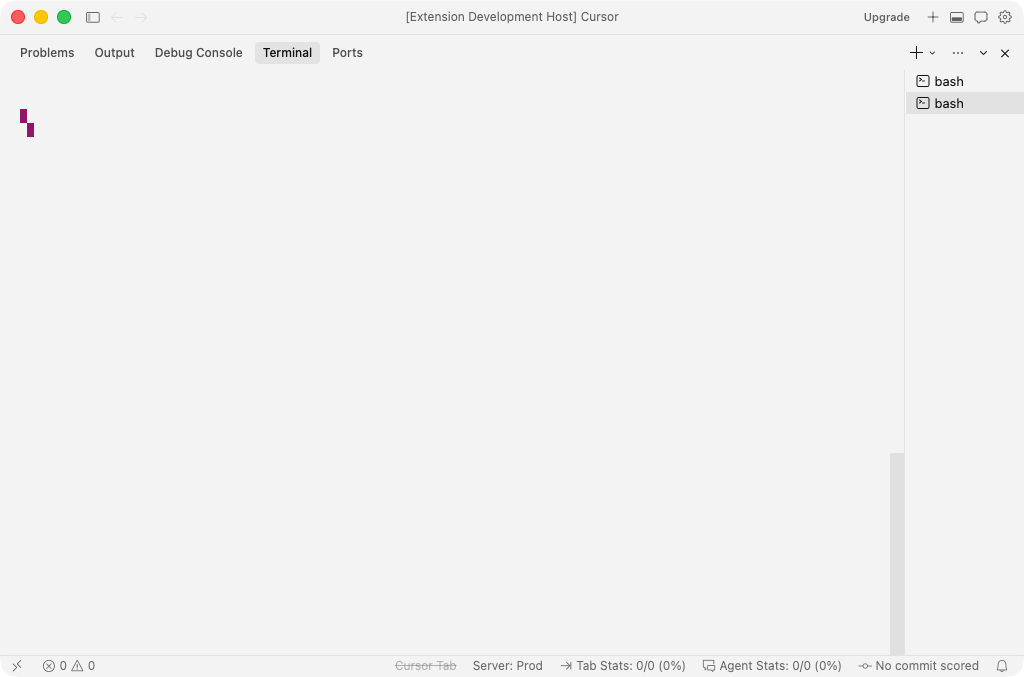 [Extension Development Host] Cursor
Upgrade
Problems
Output
Debug Console
Terminal
Ports
bash
bash
0
0
Cursor Tab
Server: Prod
Tab Stats: 0/0 (0%)
Agent Stats: 0/0 (0%)
No commit scored